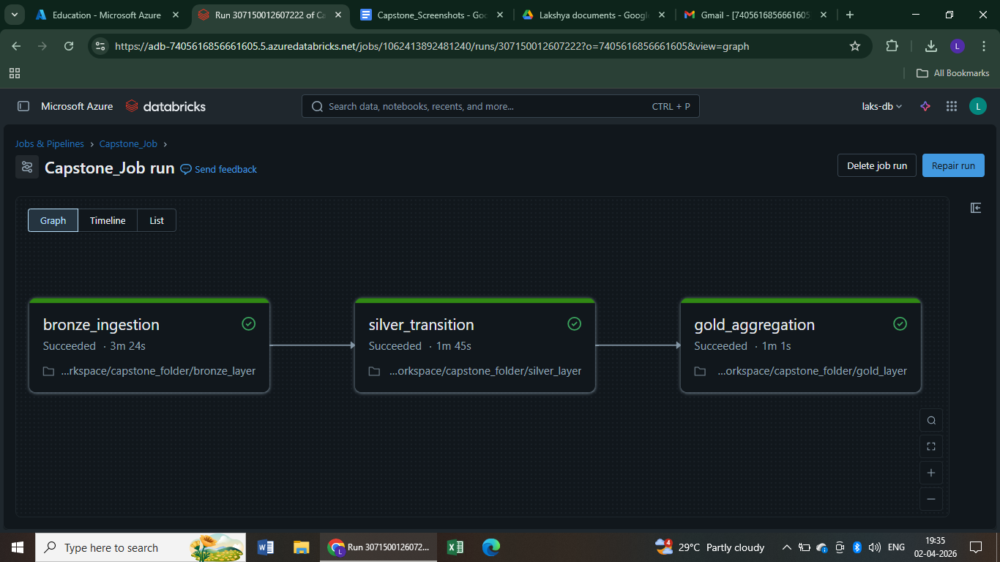 Education - Microsoft Azure
Run 307150012607222 of Ca
Capstone_Screenshots - Goo
Lakshya documents - Google
Gmail - [7405616856661605]
https://adb-7405616856661605.5.azuredatabricks.net/jobs/1062413892481240/runs/307150012607222?o=7405616856661605&view=graph
L
All Bookmarks
Microsoft Azure
databricks
Search data, notebooks, recents, and more...
CTRL + P
laks-db
L
Jobs & Pipelines › Capstone_Job ›
Capstone_Job run
Send feedback
Delete job run
Repair run
Graph
Timeline
List
bronze_ingestion
Succeeded · 3m 24s
...rkspace/capstone_folder/bronze_layer
silver_transition
Succeeded · 1m 45s
...orkspace/capstone_folder/silver_layer
gold_aggregation
Succeeded · 1m 1s
...orkspace/capstone_folder/gold_layer
Type here to search
L
Run 3071500126072...
4
29°C Partly cloudy
ENG
19:35
02-04-2026